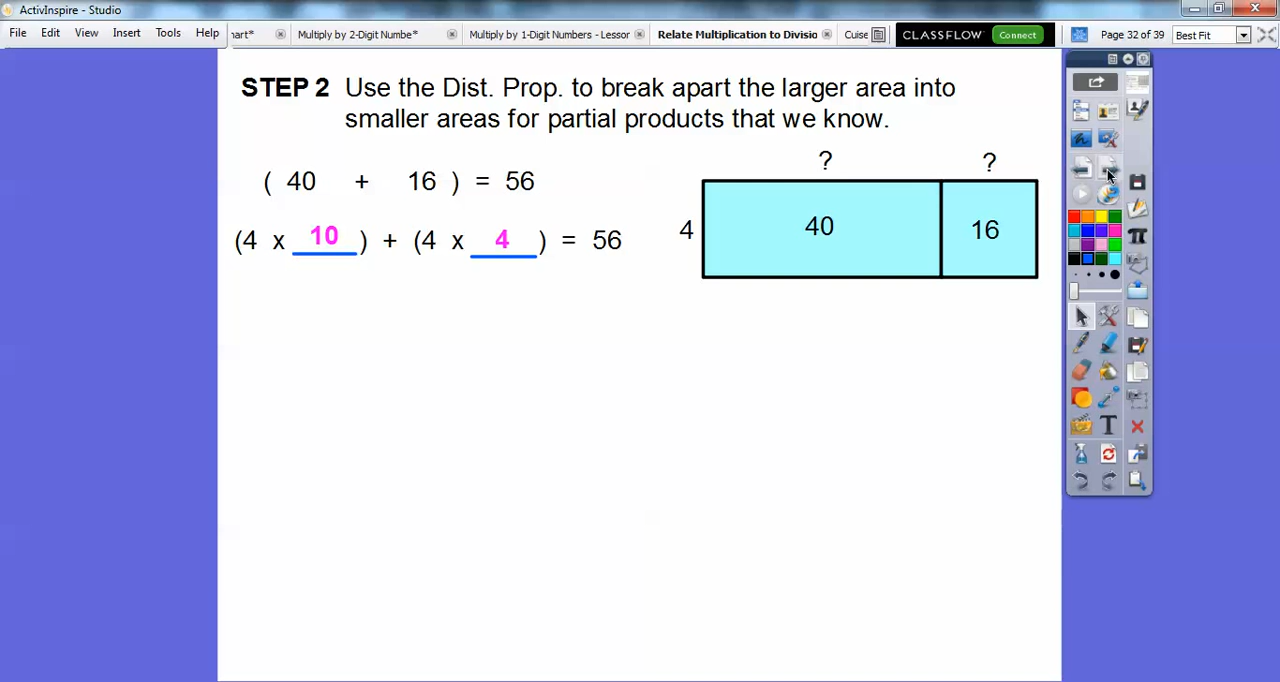 ActivInspire - Studio
File Edit View Insert Tools Help
art* Multiply by 2-Digit Numbe* Multiply by 1-Digit Numbers - Lessor Relate Multiplication to Divisio Cuise CLASSFLOW Connect Page 32 of 39 Best Fit
STEP 2 Use the Dist. Prop. to break apart the larger area into
smaller areas for partial products that we know.
? ?
( 40 + 16 ) = 56
4 40 16
(4 x 10 ) + (4 x 4 ) = 56